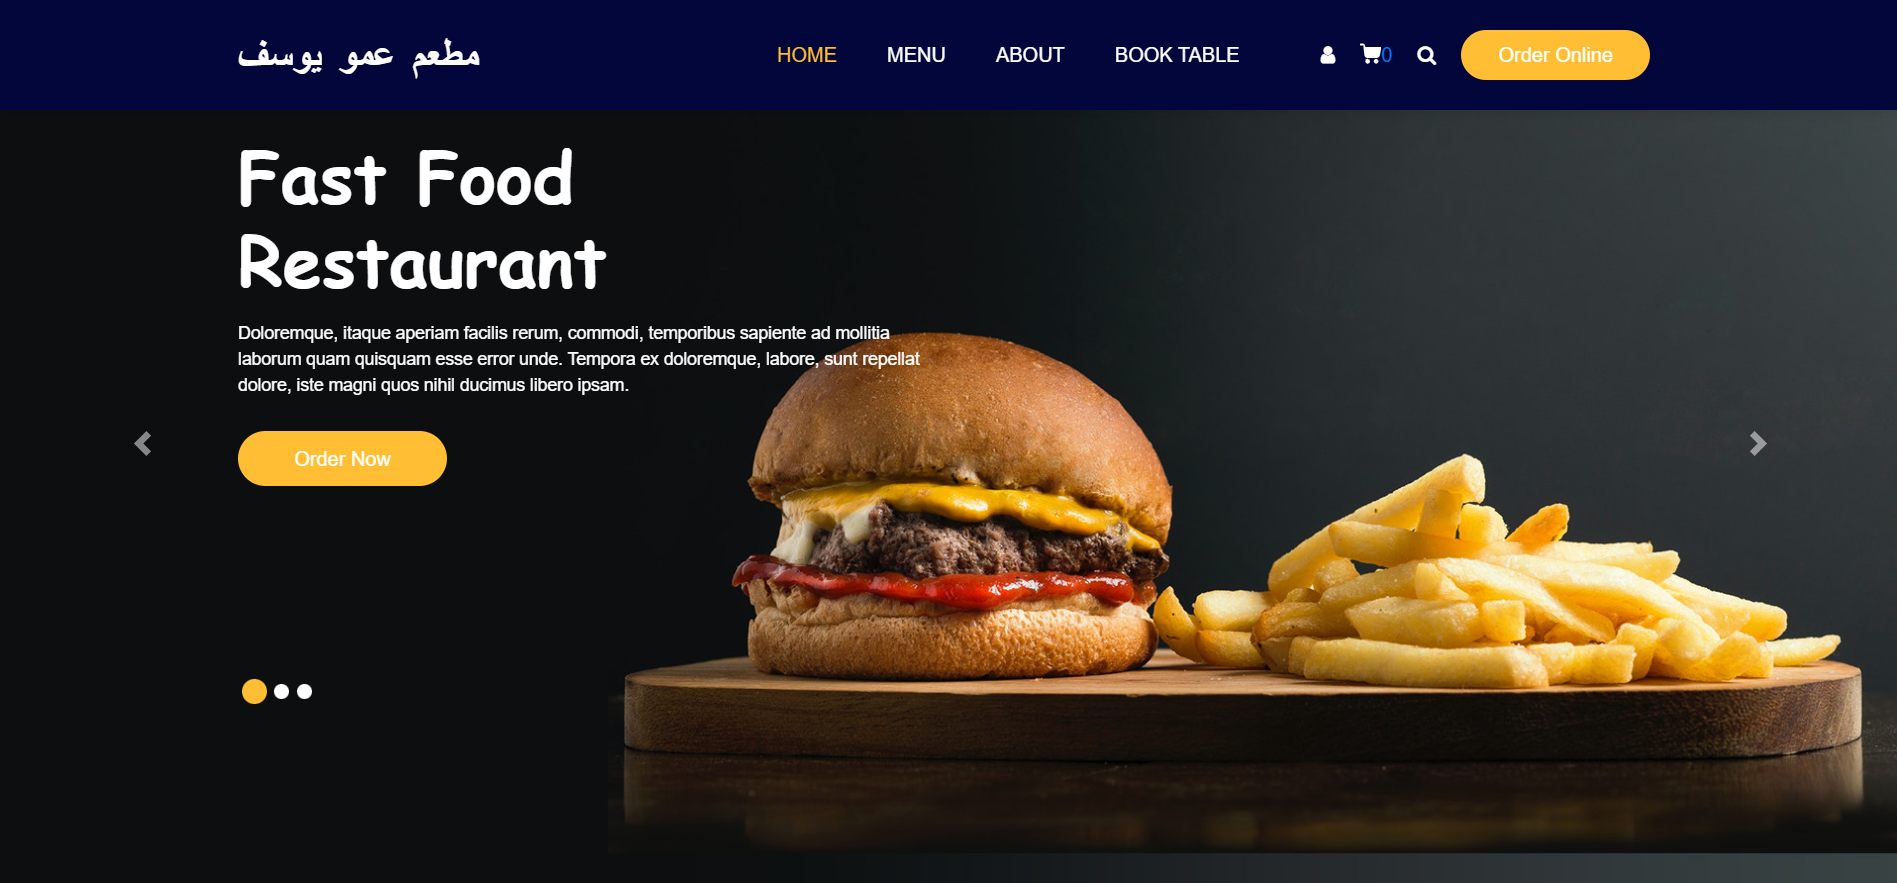 مطعم عمو يوسف
HOME MENU ABOUT BOOK TABLE 0 Order Online
Fast Food
Restaurant
Doloremque, itaque aperiam facilis rerum, commodi, temporibus sapiente ad mollitia
laborum quam quisquam esse error unde. Tempora ex doloremque, labore, sunt repellat
dolore, iste magni quos nihil ducimus libero ipsam.
Order Now